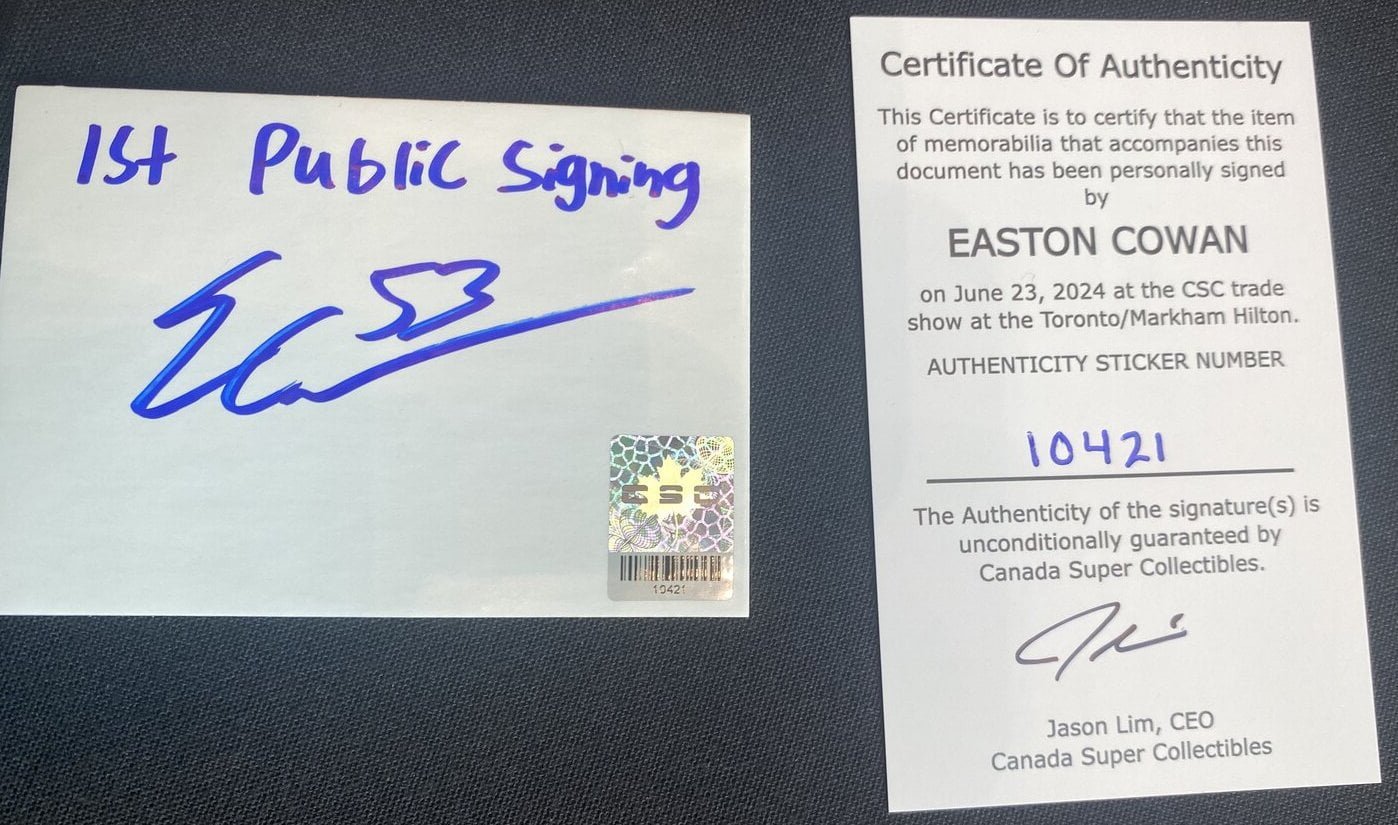 1st Public Signing
EC 53
CSC
10421
Certificate Of Authenticity
This Certificate is to certify that the item
of memorabilia that accompanies this
document has been personally signed
by
EASTON COWAN
on June 23, 2024 at the CSC trade
show at the Toronto/Markham Hilton.
AUTHENTICITY STICKER NUMBER
10421
The Authenticity of the signature(s) is
unconditionally guaranteed by
Canada Super Collectibles.
Jason Lim, CEO
Canada Super Collectibles